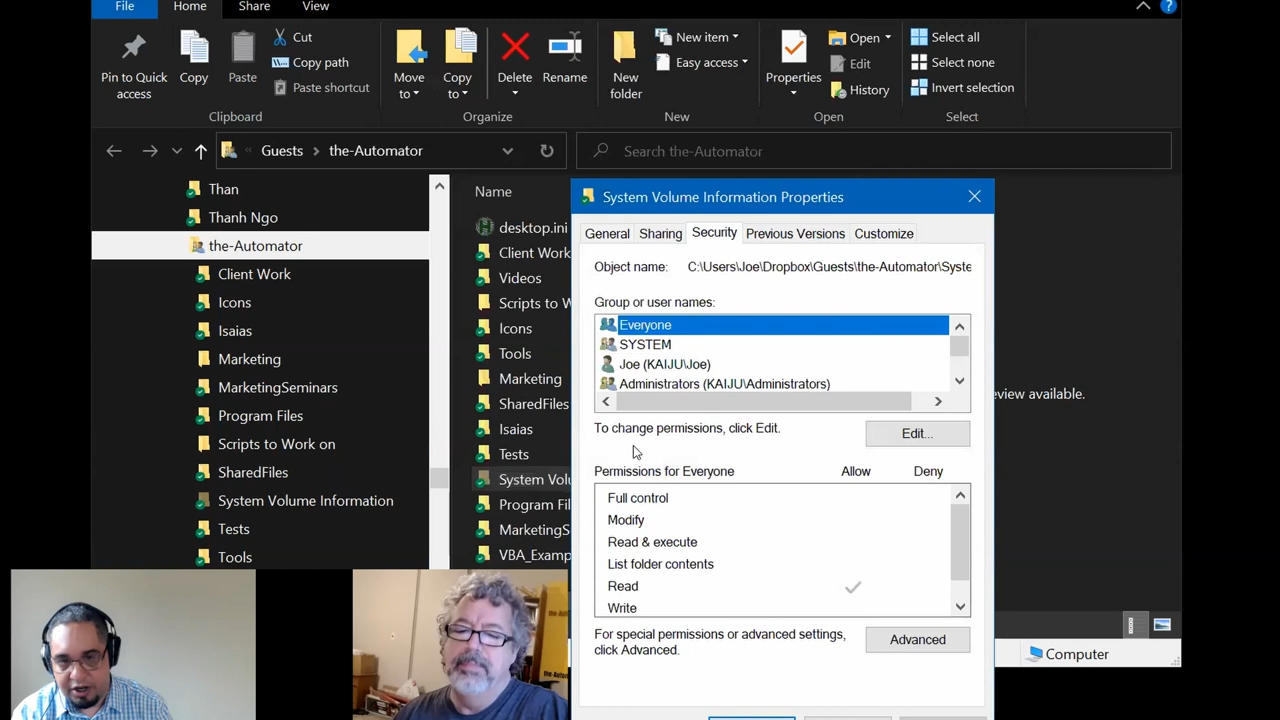 File Home Share View
Pin to Quick access
Copy
Paste
Cut
Copy path
Paste shortcut
Clipboard
Move to
Copy to
Delete
Rename
Organize
New folder
New item
Easy access
New
Properties
Open
Edit
History
Open
Select all
Select none
Invert selection
Select
Guests the-Automator
Search the-Automator
Than
Thanh Ngo
the-Automator
Client Work
Icons
Isaias
Marketing
MarketingSeminars
Program Files
Scripts to Work on
SharedFiles
System Volume Information
Tests
Tools
Name
desktop.ini
Client Work
Videos
Scripts to W
Icons
Tools
Marketing
SharedFiles
Isaias
Tests
System Volu
Program Fil
MarketingS
VBA_Examp
System Volume Information Properties
General Sharing Security Previous Versions Customize
Object name: C:\Users\Joe\Dropbox\Guests\the-Automator\Syste
Group or user names:
Everyone
SYSTEM
Joe (KAIJU\Joe)
Administrators (KAIJU\Administrators)
To change permissions, click Edit.
Edit...
Permissions for Everyone Allow Deny
Full control
Modify
Read & execute
List folder contents
Read
Write
For special permissions or advanced settings,
click Advanced.
Advanced
eview available.
Computer